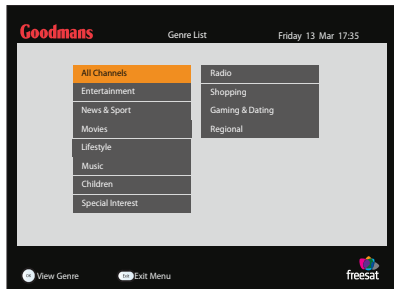 Goodmans Genre List Friday 13 Mar 17:35
All Channels
Entertainment
News & Sport
Movies
Lifestyle
Music
Children
Special Interest
Radio
Shopping
Gaming & Dating
Regional
OK View Genre Exit Exit Menu
freesat